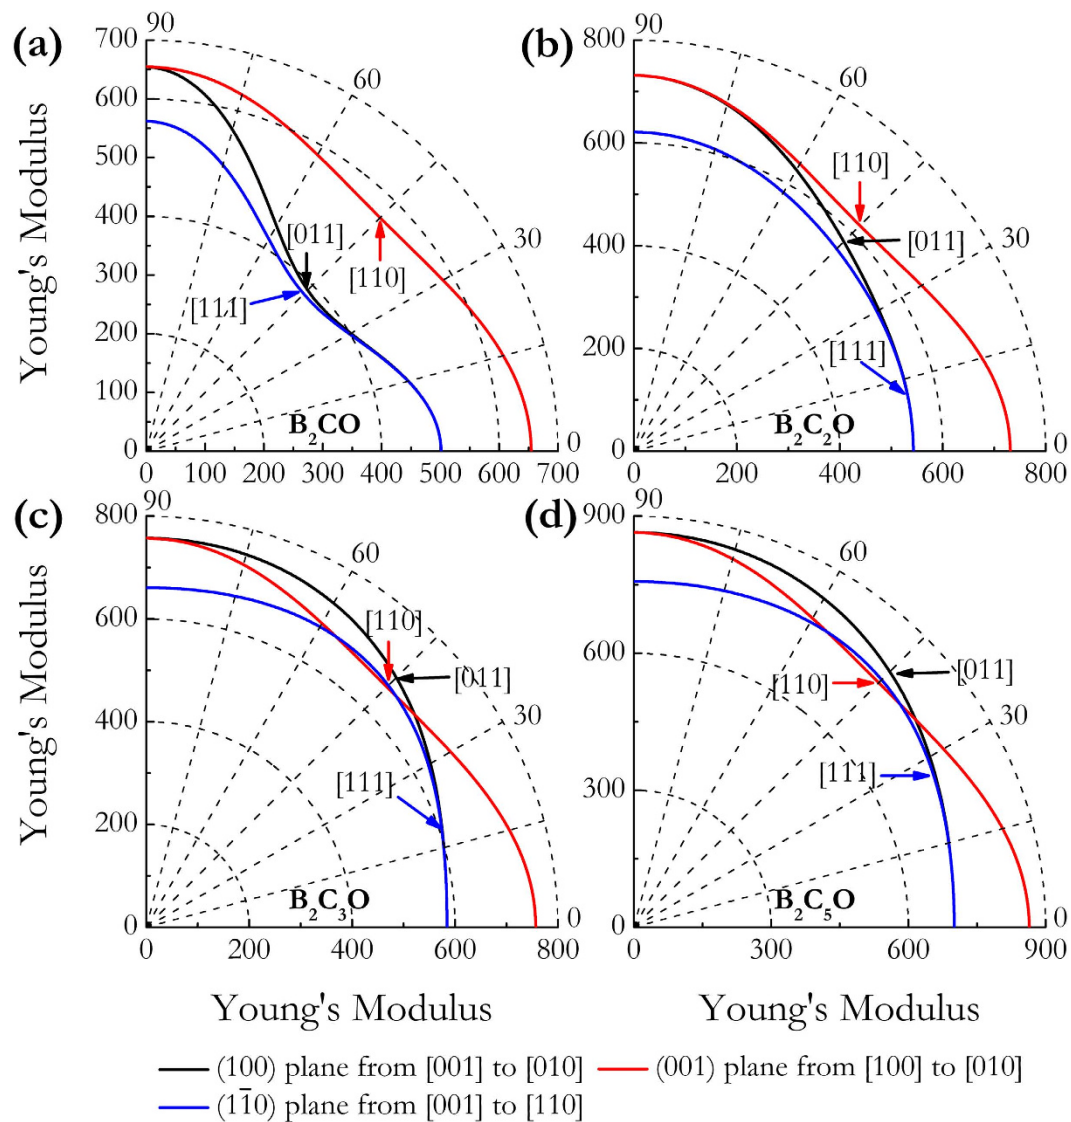 (a)
90
700
600
500
400
300
200
100
0
60
30
0
[011]
[110]
[111]
B₂CO
0 100 200 300 400 500 600 700
Young's Modulus
(b)
90
800
600
400
200
0
60
30
0
[110]
[011]
[111]
B₂C₂O
0 200 400 600 800
(c)
90
800
600
400
200
0
60
30
0
[110]
[011]
[111]
B₂C₃O
0 200 400 600 800
Young's Modulus
Young's Modulus
(d)
90
900
600
300
0
60
30
0
[011]
[110]
[111]
B₂C₅O
0 300 600 900
Young's Modulus
(100) plane from [001] to [010]
(001) plane from [100] to [010]
(11̅0) plane from [001] to [110]